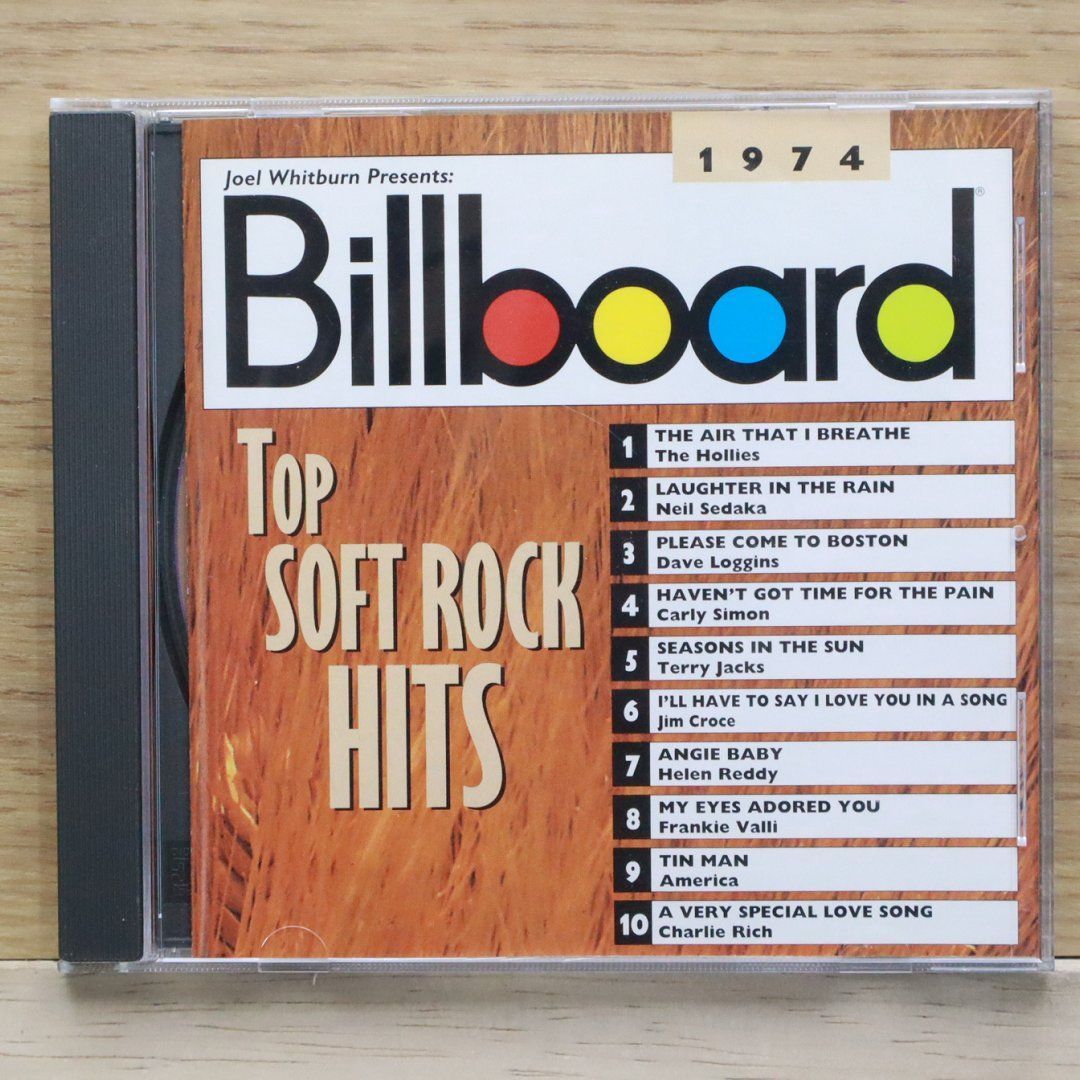 1974
Joel Whitburn Presents:
Billboard®
TOP
SOFT ROCK
HITS
1 THE AIR THAT I BREATHE
The Hollies
2 LAUGHTER IN THE RAIN
Neil Sedaka
3 PLEASE COME TO BOSTON
Dave Loggins
4 HAVEN'T GOT TIME FOR THE PAIN
Carly Simon
5 SEASONS IN THE SUN
Terry Jacks
6 I'LL HAVE TO SAY I LOVE YOU IN A SONG
Jim Croce
7 ANGIE BABY
Helen Reddy
8 MY EYES ADORED YOU
Frankie Valli
9 TIN MAN
America
10 A VERY SPECIAL LOVE SONG
Charlie Rich